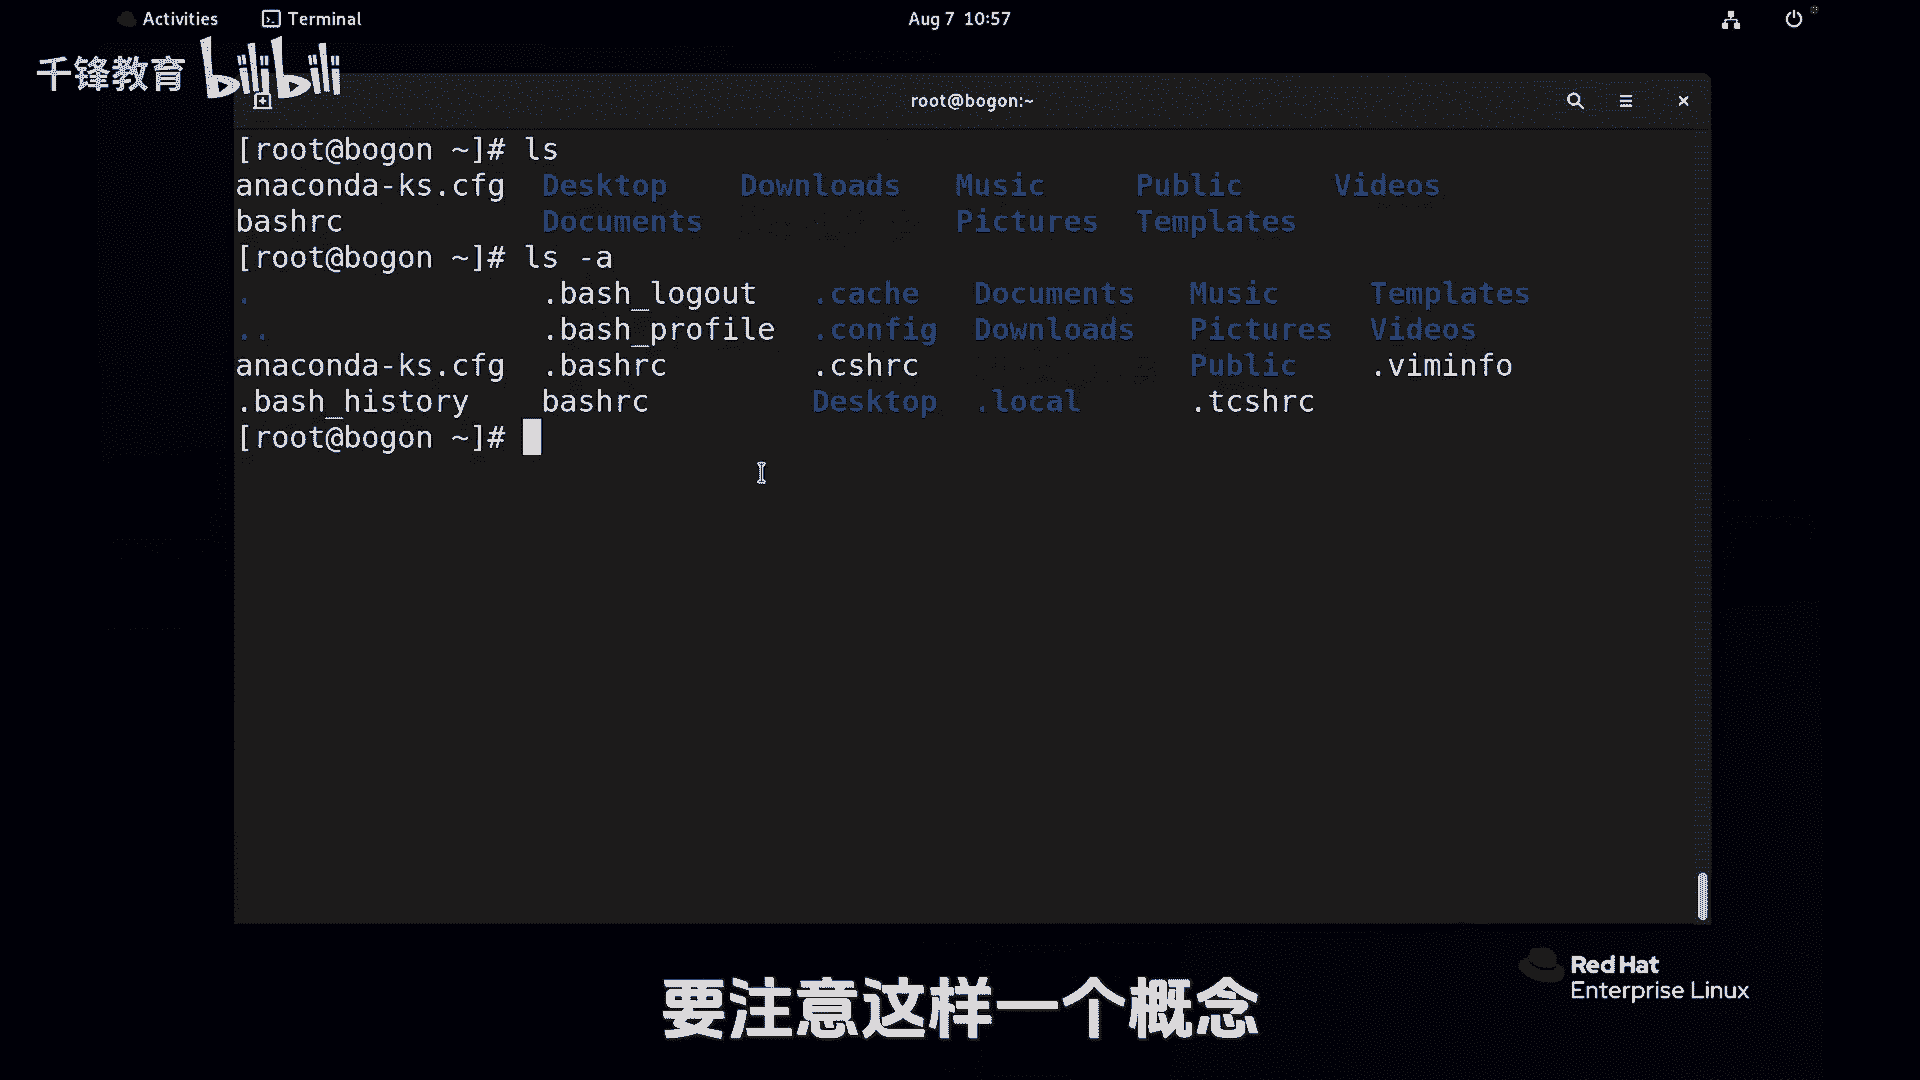 Activities Terminal Aug 7 10:57
千锋教育 bilibili
root@bogon:~
[root@bogon ~]# ls
anaconda-ks.cfg Desktop Downloads Music Public Videos
bashrc Documents Pictures Templates
[root@bogon ~]# ls -a
. .bash_logout .cache Documents Music Templates
.. .bash_profile .config Downloads Pictures Videos
anaconda-ks.cfg .bashrc .cshrc Public .viminfo
.bash_history bashrc Desktop .local .tcshrc
[root@bogon ~]#
Red Hat
Enterprise Linux
要注意这样一个概念